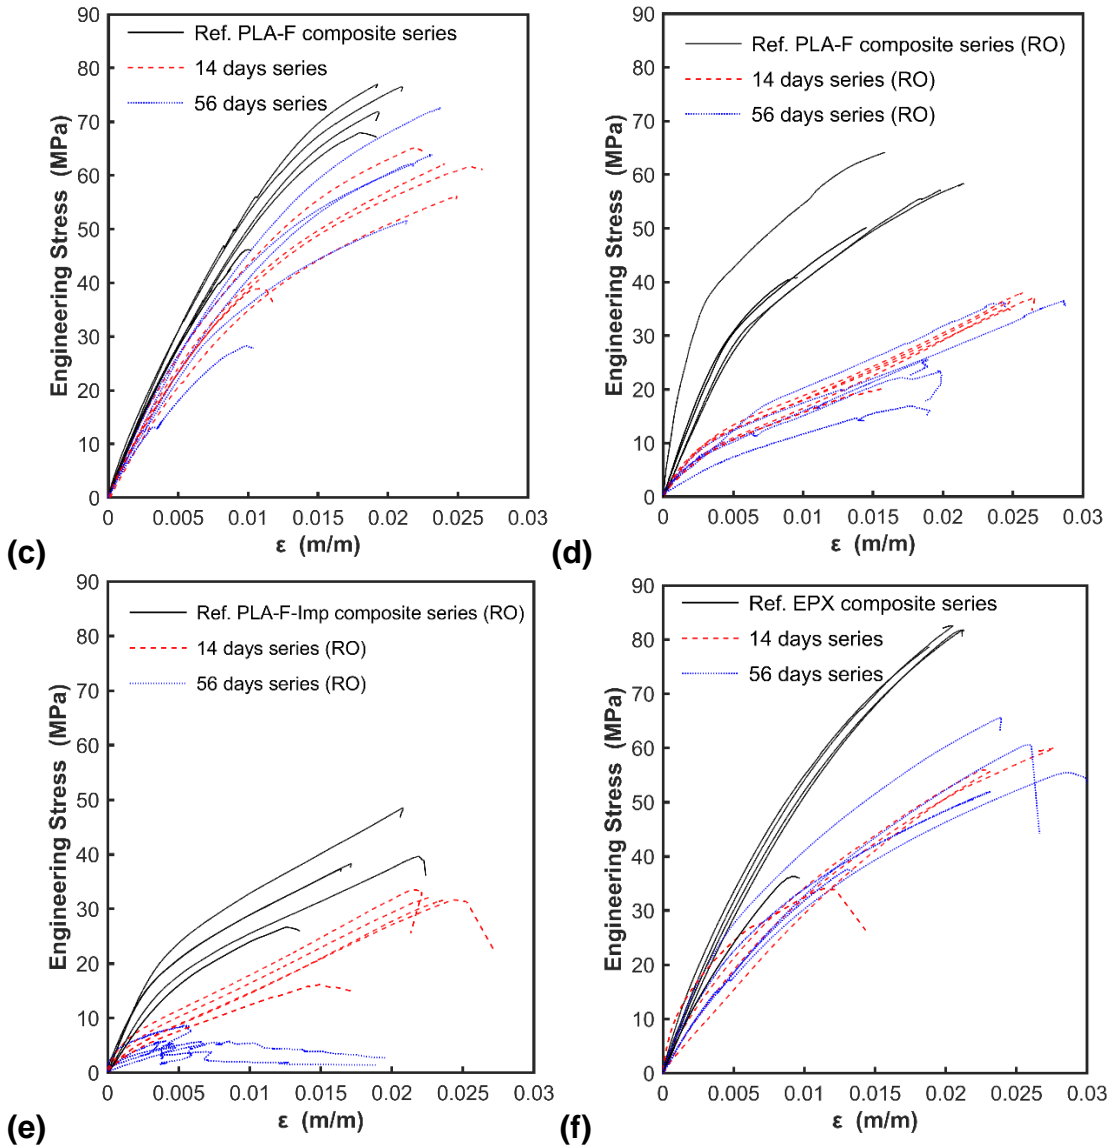 90
80
70
60
50
40
30
20
10
0
Engineering Stress (MPa)
Ref. PLA-F composite series
14 days series
56 days series
0 0.005 0.01 0.015 0.02 0.025 0.03
ε (m/m)
(c)
90
80
70
60
50
40
30
20
10
0
Engineering Stress (MPa)
Ref. PLA-F composite series (RO)
14 days series (RO)
56 days series (RO)
0 0.005 0.01 0.015 0.02 0.025 0.03
ε (m/m)
(d)
90
80
70
60
50
40
30
20
10
0
Engineering Stress (MPa)
Ref. PLA-F-Imp composite series (RO)
14 days series (RO)
56 days series (RO)
0 0.005 0.01 0.015 0.02 0.025 0.03
ε (m/m)
(e)
90
80
70
60
50
40
30
20
10
0
Engineering Stress (MPa)
Ref. EPX composite series
14 days series
56 days series
0 0.005 0.01 0.015 0.02 0.025 0.03
ε (m/m)
(f)